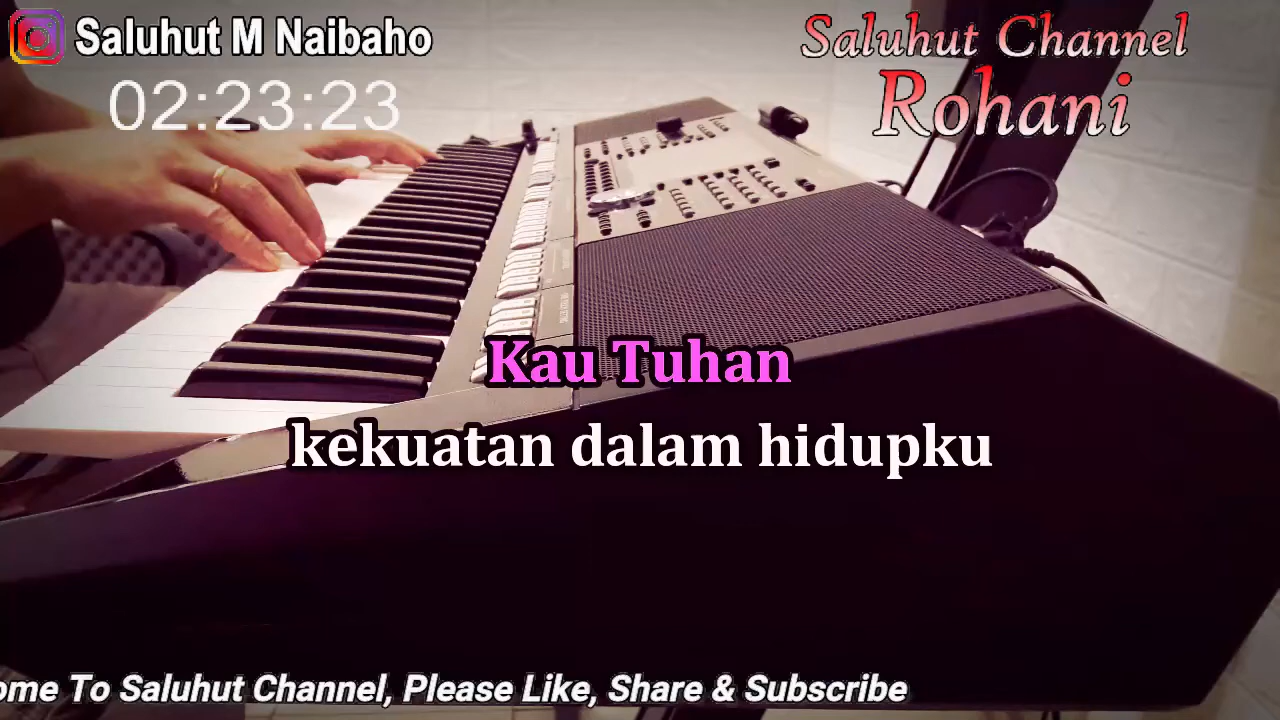 Saluhut M Naibaho
02:23:23
Saluhut Channel
Rohani
Kau Tuhan
kekuatan dalam hidupku
ome To Saluhut Channel, Please Like, Share & Subscribe